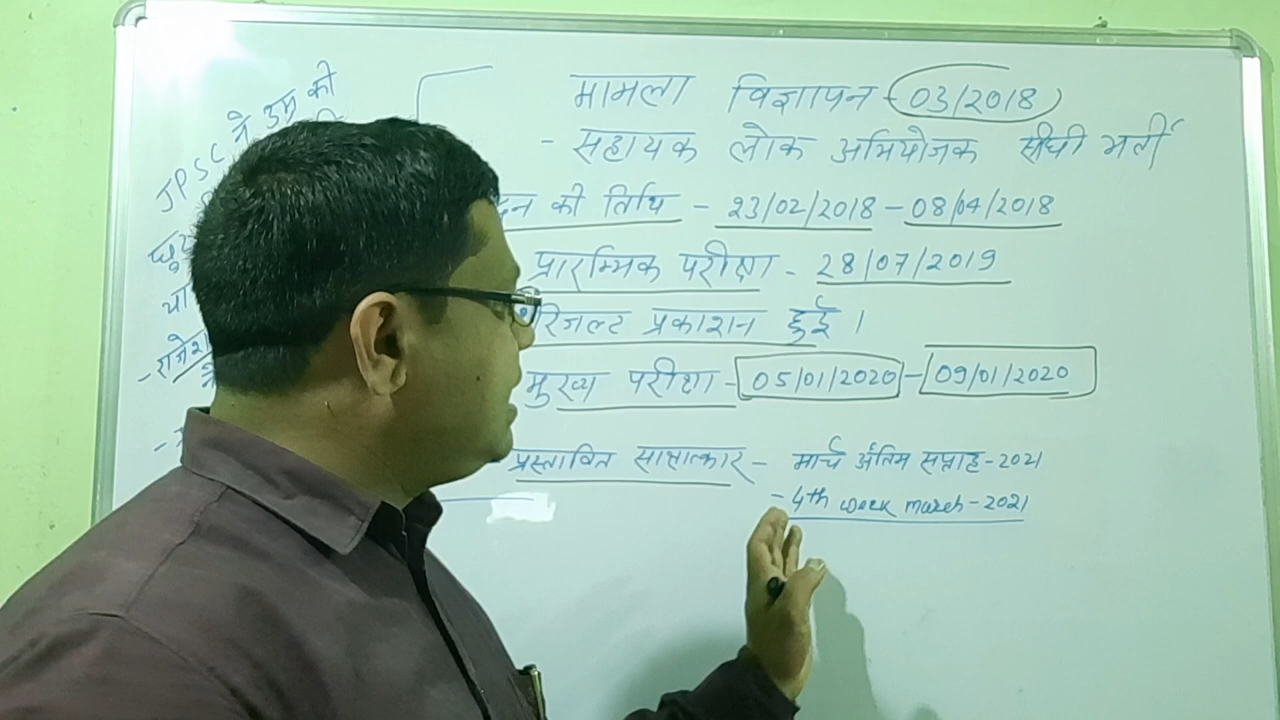 मामला विज्ञापन - 03/2018
- सहायक लोक अभियोजक सीधी भर्ती
की तिथि - 23/02/2018 - 08/04/2018
प्रारम्भिक परीक्षा - 28/07/2019
रिजल्ट प्रकाशन हुई।
मुख्य परीक्षा - 05/01/2020 - 09/01/2020
प्रस्तावित साक्षात्कार - मार्च अंतिम सप्ताह - 2021
- 4th week march - 2021
JPSC ने उम्र की